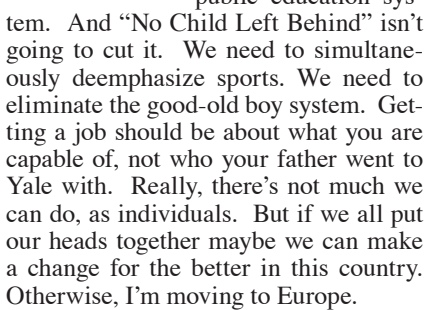 public education sys-
tem. And “No Child Left Behind” isn’t
going to cut it. We need to simultane-
ously deemphasize sports. We need to
eliminate the good-old boy system. Get-
ting a job should be about what you are
capable of, not who your father went to
Yale with. Really, there’s not much we
can do, as individuals. But if we all put
our heads together maybe we can make
a change for the better in this country.
Otherwise, I’m moving to Europe.